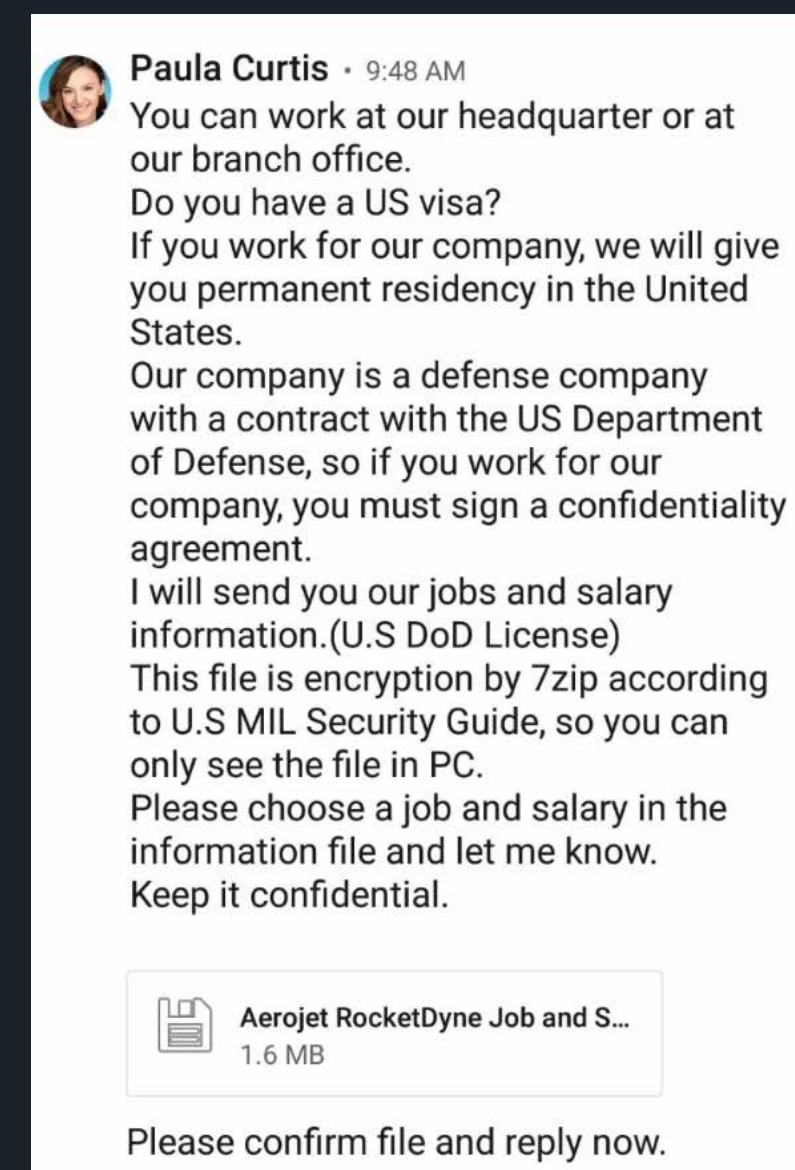 Paula Curtis · 9:48 AM
You can work at our headquarter or at
our branch office.
Do you have a US visa?
If you work for our company, we will give
you permanent residency in the United
States.
Our company is a defense company
with a contract with the US Department
of Defense, so if you work for our
company, you must sign a confidentiality
agreement.
I will send you our jobs and salary
information.(U.S DoD License)
This file is encryption by 7zip according
to U.S MIL Security Guide, so you can
only see the file in PC.
Please choose a job and salary in the
information file and let me know.
Keep it confidential.
Aerojet RocketDyne Job and S...
1.6 MB
Please confirm file and reply now.